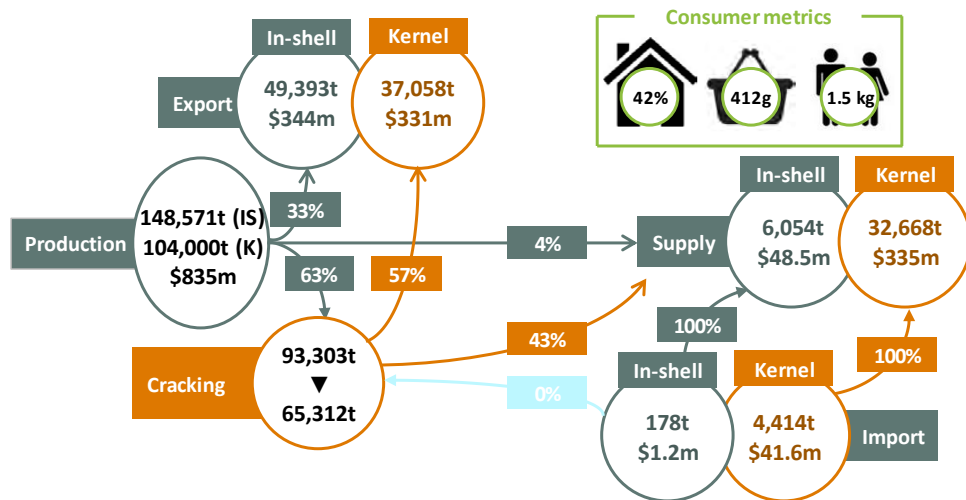 Consumer metrics
42%
412g
1.5 kg
In-shell
Kernel
Export
49,393t
$344m
37,058t
$331m
Production
148,571t (IS)
104,000t (K)
$835m
33%
63%
57%
4%
In-shell
Kernel
Supply
6,054t
$48.5m
32,668t
$335m
Cracking
93,303t
▼
65,312t
43%
0%
100%
100%
In-shell
Kernel
178t
$1.2m
4,414t
$41.6m
Import